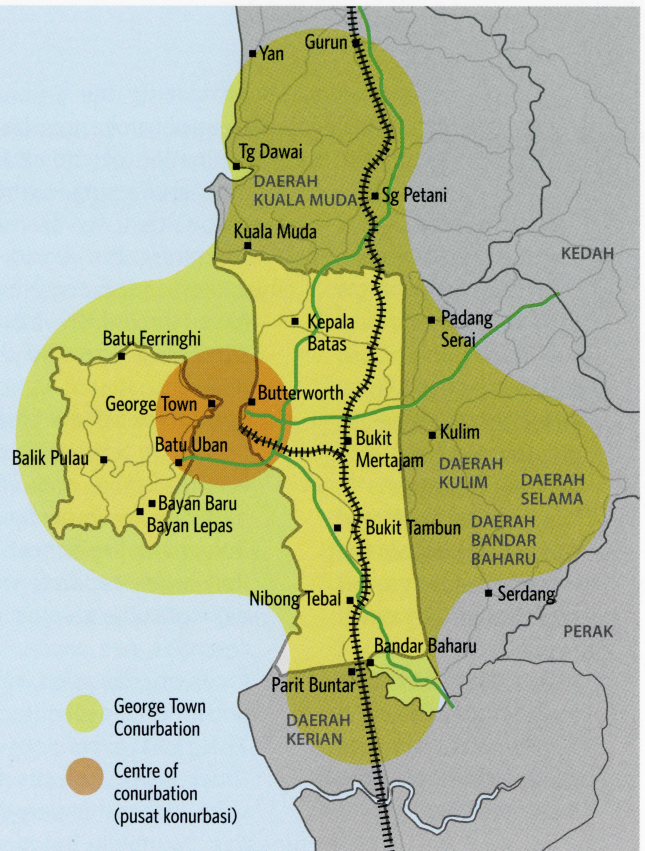 Gurun
Yan
Tg Dawai
DAERAH
KUALA MUDA
Sg Petani
Kuala Muda
KEDAH
Kepala
Batas
Padang
Serai
Batu Ferringhi
George Town
Butterworth
Batu Uban
Balik Pulau
Bukit
Mertajam
Kulim
DAERAH
KULIM
DAERAH
SELAMA
Bayan Baru
Bayan Lepas
Bukit Tambun
DAERAH
BANDAR
BAHARU
Nibong Tebal
Serdang
PERAK
Bandar Baharu
Parit Buntar
DAERAH
KERIAN
George Town
Conurbation
Centre of
conurbation
(pusat konurbasi)